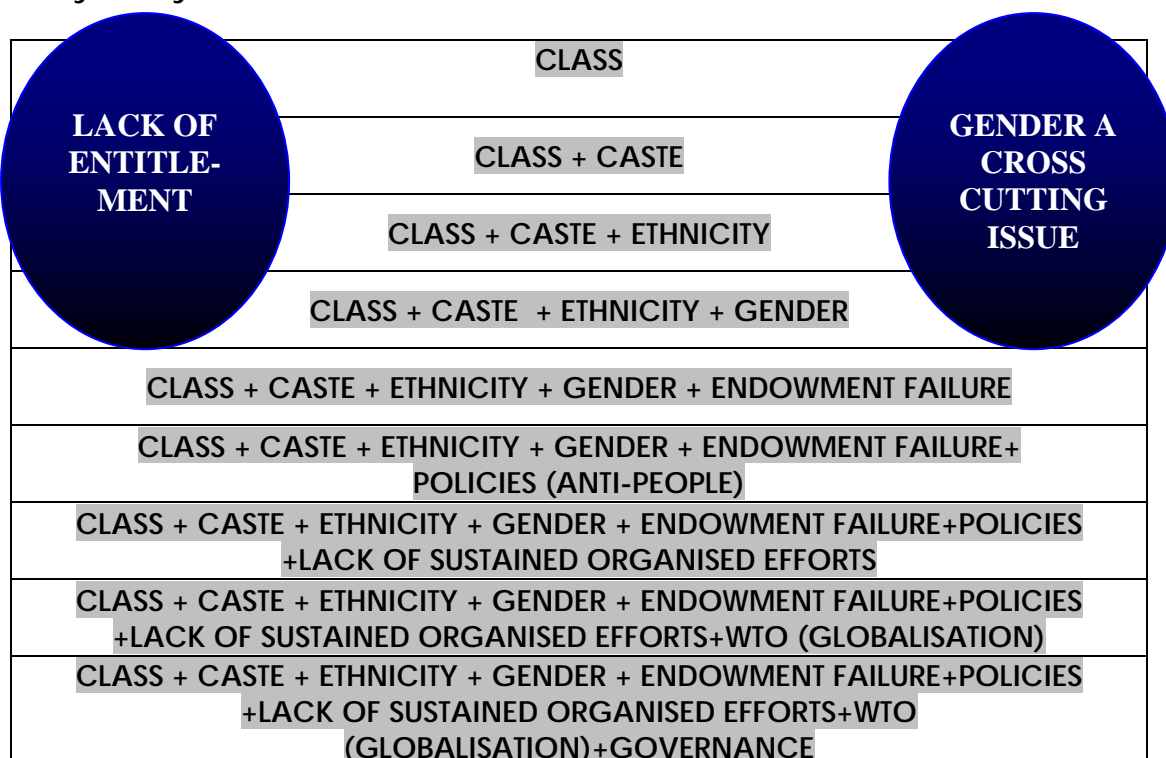 CLASS
LACK OF
ENTITLE-
MENT
GENDER A
CROSS
CUTTING
ISSUE
CLASS + CASTE
CLASS + CASTE + ETHNICITY
CLASS + CASTE + ETHNICITY + GENDER
CLASS + CASTE + ETHNICITY + GENDER + ENDOWMENT FAILURE
CLASS + CASTE + ETHNICITY + GENDER + ENDOWMENT FAILURE+
POLICIES (ANTI-PEOPLE)
CLASS + CASTE + ETHNICITY + GENDER + ENDOWMENT FAILURE+POLICIES
+LACK OF SUSTAINED ORGANISED EFFORTS
CLASS + CASTE + ETHNICITY + GENDER + ENDOWMENT FAILURE+POLICIES
+LACK OF SUSTAINED ORGANISED EFFORTS+WTO (GLOBALISATION)
CLASS + CASTE + ETHNICITY + GENDER + ENDOWMENT FAILURE+POLICIES
+LACK OF SUSTAINED ORGANISED EFFORTS+WTO
(GLOBALISATION)+GOVERNANCE